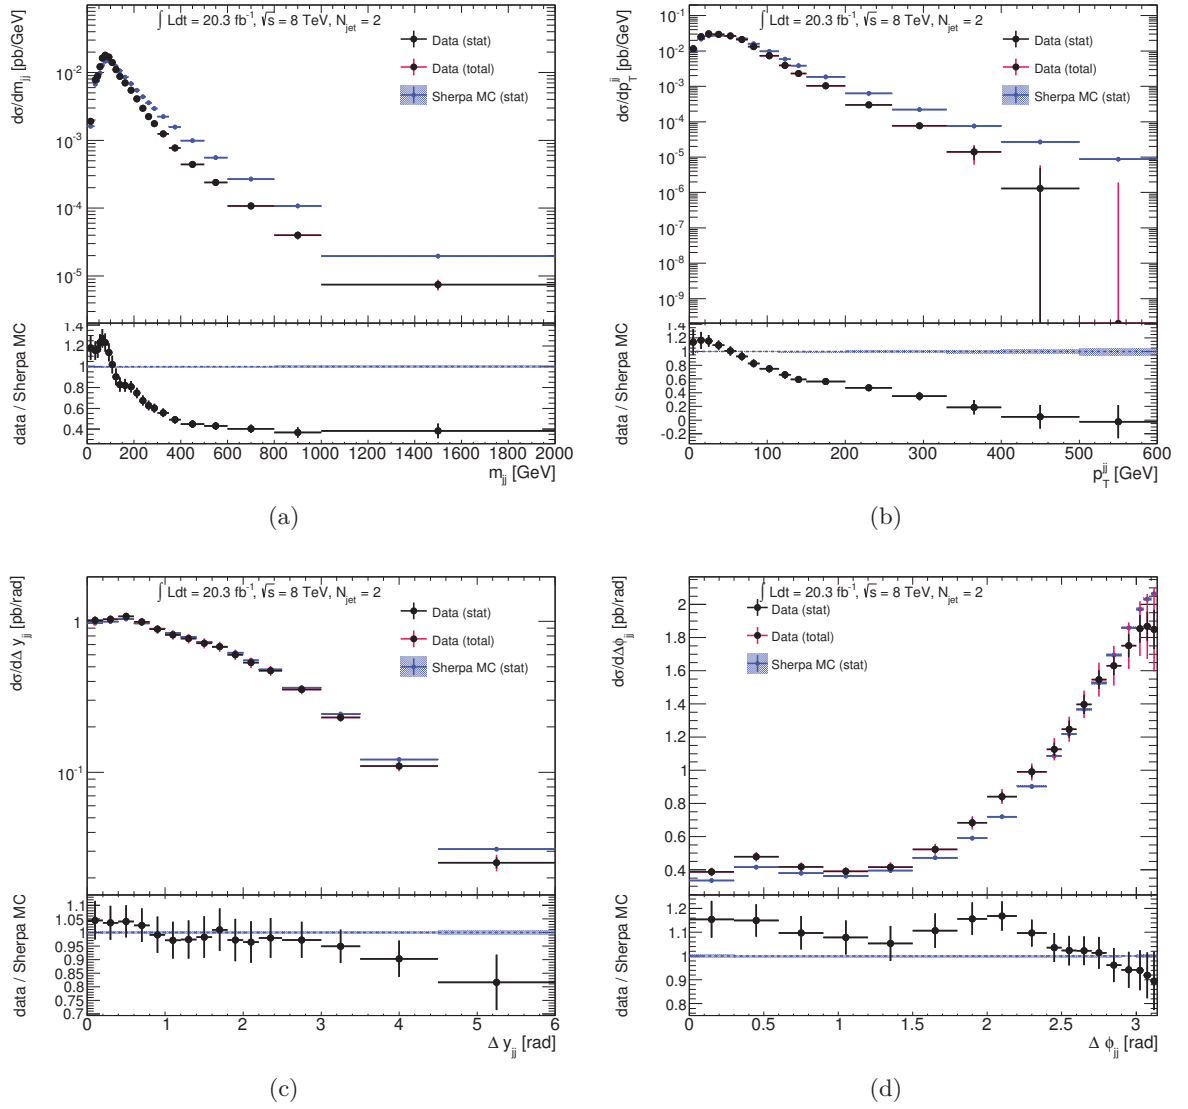 ∫ Ldt = 20.3 fb⁻¹, √s = 8 TeV, N_jet = 2
dσ/dm_jj [pb/GeV]
Data (stat)
Data (total)
Sherpa MC (stat)
10⁻²
10⁻³
10⁻⁴
10⁻⁵
data / Sherpa MC
1.4
1.2
1
0.8
0.6
0.4
0 200 400 600 800 1000 1200 1400 1600 1800 2000
m_jj [GeV]
(a)
∫ Ldt = 20.3 fb⁻¹, √s = 8 TeV, N_jet = 2
dσ/dp_T^jj [pb/GeV]
Data (stat)
Data (total)
Sherpa MC (stat)
10⁻¹
10⁻²
10⁻³
10⁻⁴
10⁻⁵
10⁻⁶
10⁻⁷
10⁻⁸
10⁻⁹
data / Sherpa MC
1.4
1.2
1
0.8
0.6
0.4
0.2
0
-0.2
0 100 200 300 400 500 600
p_T^jj [GeV]
(b)
∫ Ldt = 20.3 fb⁻¹, √s = 8 TeV, N_jet = 2
dσ/dΔ y_jj [pb/rad]
Data (stat)
Data (total)
Sherpa MC (stat)
1
10⁻¹
data / Sherpa MC
1.1
1.05
1
0.95
0.9
0.85
0.8
0.75
0.7
0 1 2 3 4 5 6
Δ y_jj [rad]
(c)
∫ Ldt = 20.3 fb⁻¹, √s = 8 TeV, N_jet = 2
dσ/dΔϕ_jj [pb/rad]
Data (stat)
Data (total)
Sherpa MC (stat)
2
1.8
1.6
1.4
1.2
1
0.8
0.6
0.4
data / Sherpa MC
1.2
1.1
1
0.9
0.8
0 0.5 1 1.5 2 2.5 3
Δ ϕ_jj [rad]
(d)